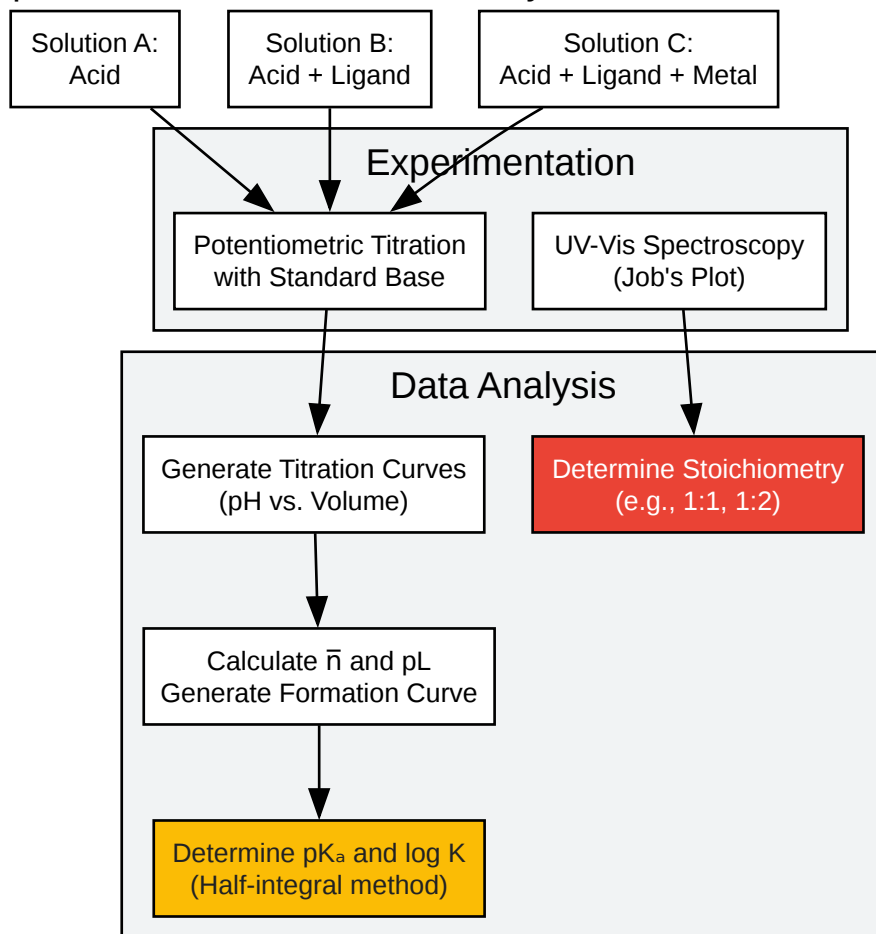 Solution A:
Acid
Solution B:
Acid + Ligand
Solution C:
Acid + Ligand + Metal
Experimentation
Potentiometric Titration
with Standard Base
UV-Vis Spectroscopy
(Job's Plot)
Data Analysis
Generate Titration Curves
(pH vs. Volume)
Determine Stoichiometry
(e.g., 1:1, 1:2)
Calculate n̅ and pL
Generate Formation Curve
Determine pKₐ and log K
(Half-integral method)